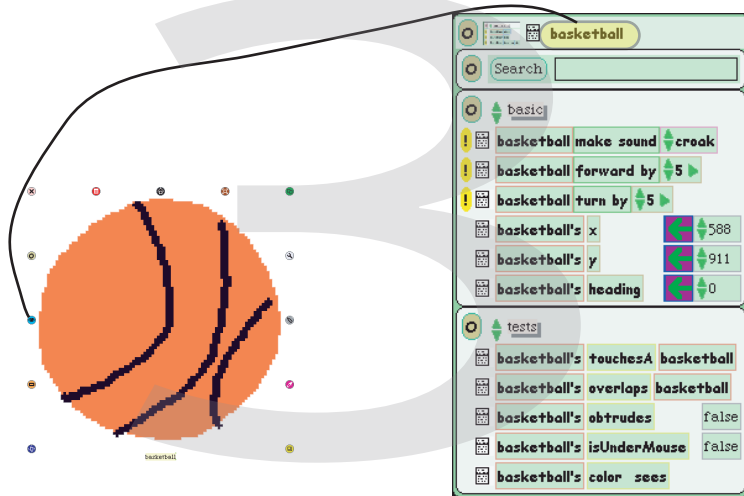 basketball
Search
basic
! basketball make sound croak
! basketball forward by 5
! basketball turn by 5
basketball's x 588
basketball's y 911
basketball's heading 0
tests
basketball's touchesA basketball
basketball's overlaps basketball
basketball's obtrudes false
basketball's isUnderMouse false
basketball's color sees
basketball
3